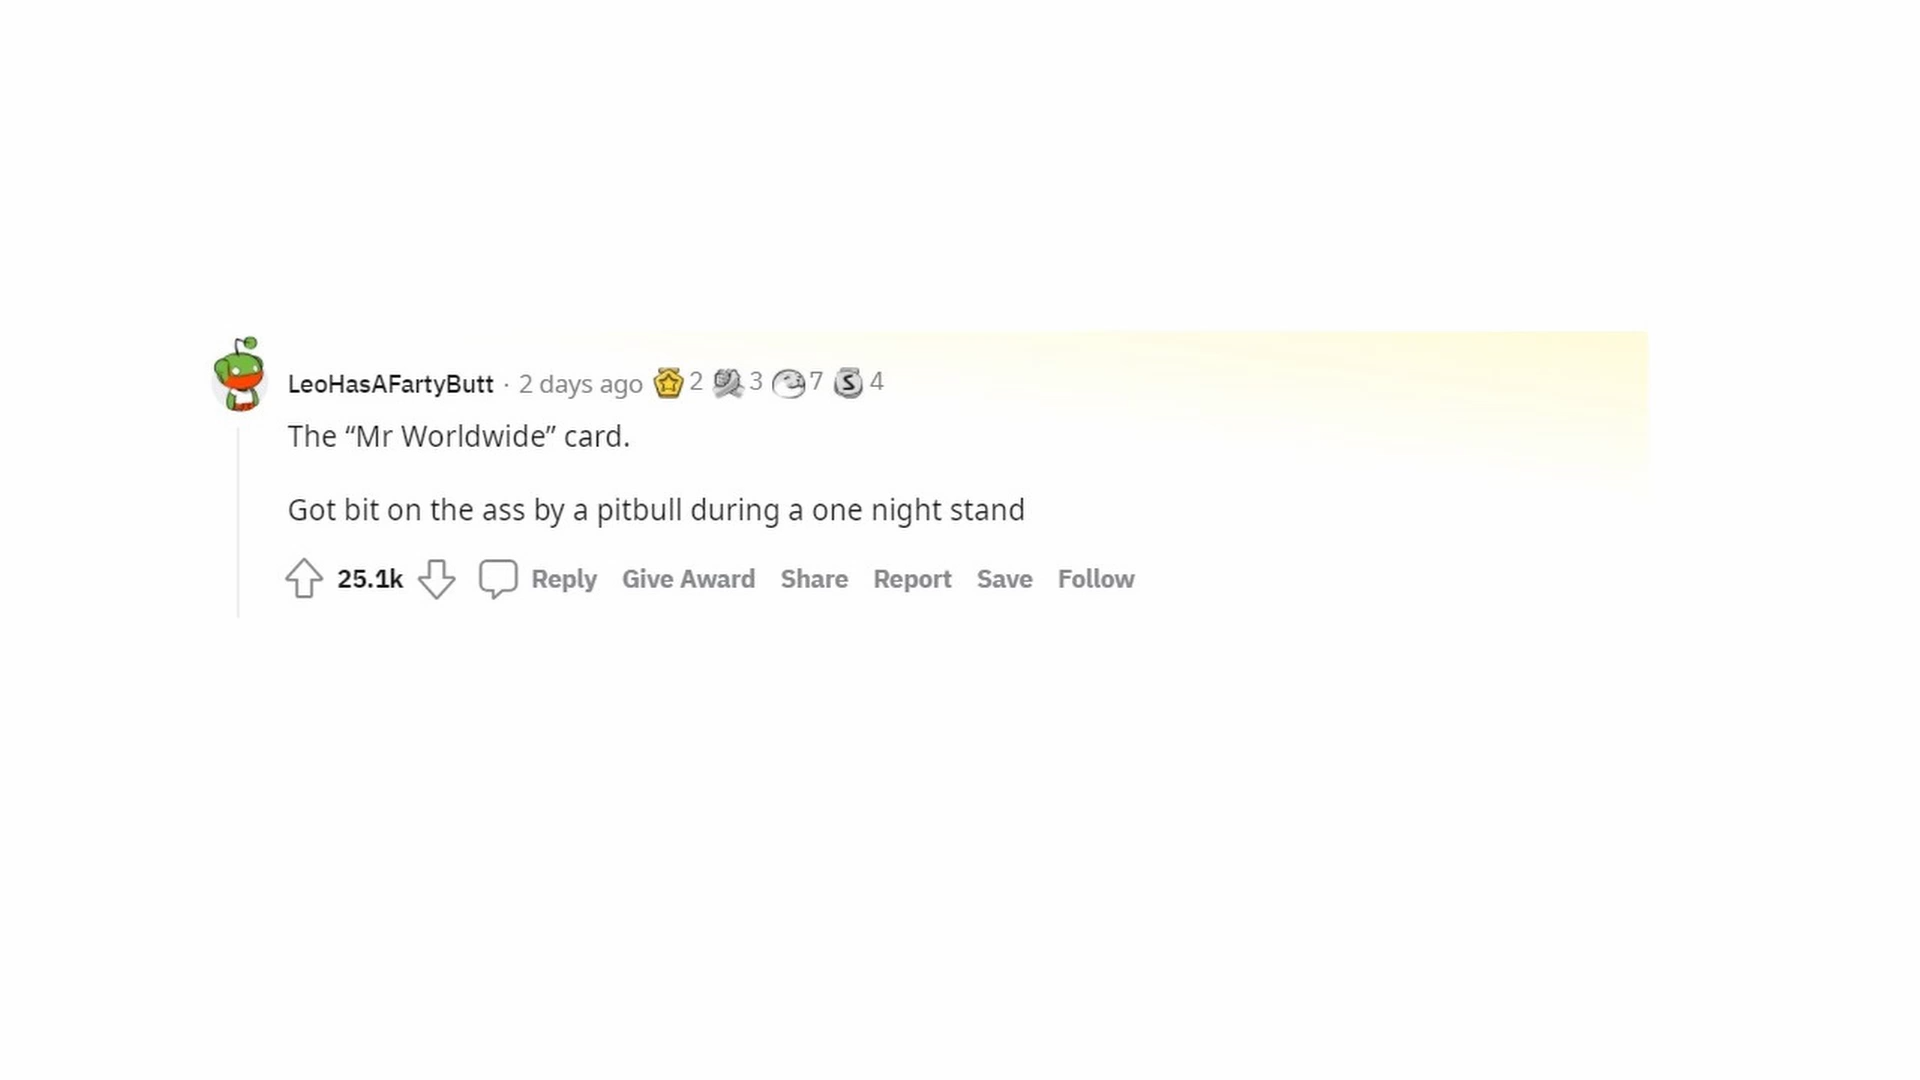 LeoHasAFartyButt · 2 days ago 2 3 7 S 4
The “Mr Worldwide” card.
Got bit on the ass by a pitbull during a one night stand
25.1k Reply Give Award Share Report Save Follow